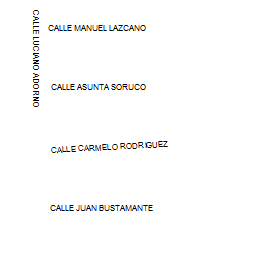 CALLE LUCIANO ADORNO
CALLE MANUEL LAZCANO
CALLE ASUNTA SORUCO
CALLE CARMELO RODRIGUEZ
CALLE JUAN BUSTAMANTE